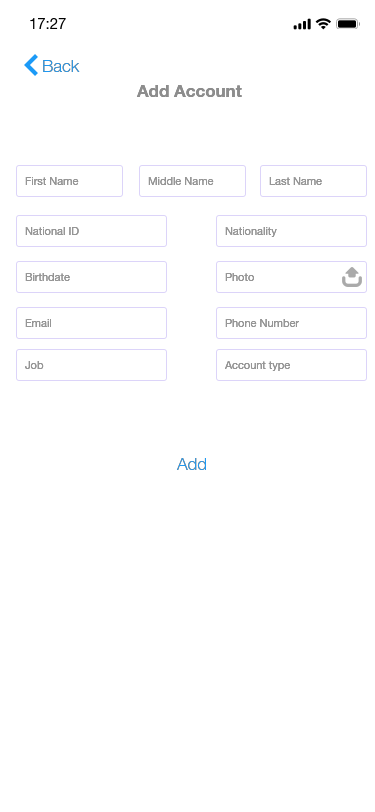 17:27
Back
Add Account
First Name Middle Name Last Name
National ID Nationality
Birthdate Photo
Email Phone Number
Job Account type
Add